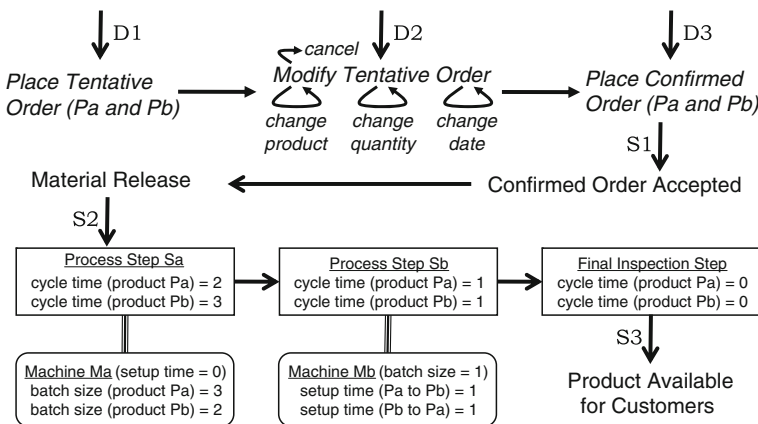 D1
D2
D3
cancel
Place Tentative
Order (Pa and Pb)
Modify Tentative Order
Place Confirmed
Order (Pa and Pb)
change
product
change
quantity
change
date
S1
Material Release
Confirmed Order Accepted
S2
Process Step Sa
cycle time (product Pa) = 2
cycle time (product Pb) = 3
Process Step Sb
cycle time (product Pa) = 1
cycle time (product Pb) = 1
Final Inspection Step
cycle time (product Pa) = 0
cycle time (product Pb) = 0
S3
Machine Ma (setup time = 0)
batch size (product Pa) = 3
batch size (product Pb) = 2
Machine Mb (batch size = 1)
setup time (Pa to Pb) = 1
setup time (Pb to Pa) = 1
Product Available
for Customers